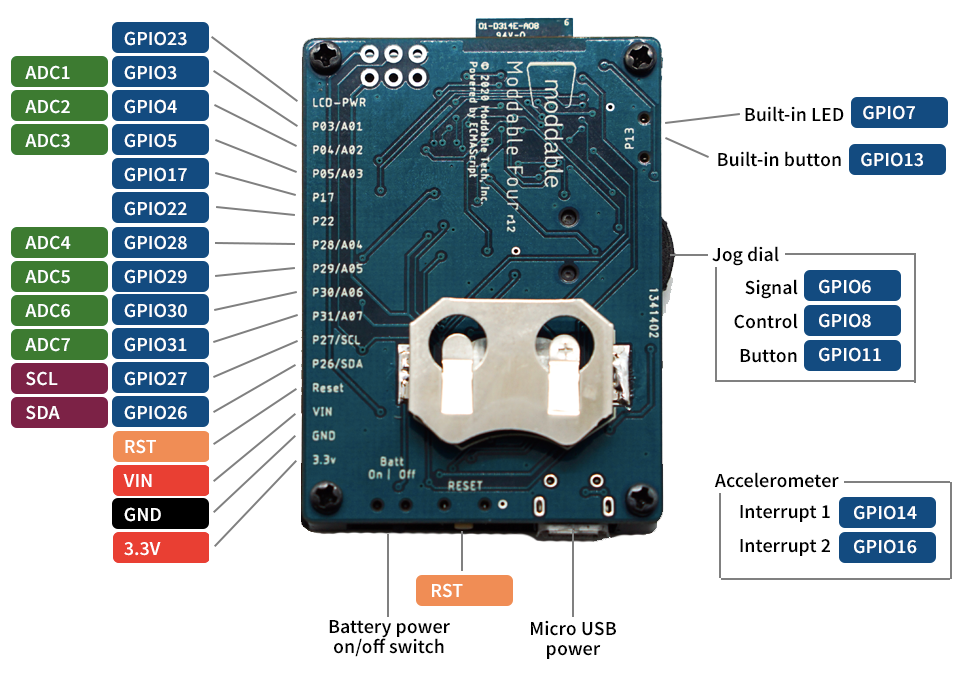 GPIO23
ADC1 GPIO3
ADC2 GPIO4
ADC3 GPIO5
GPIO17
GPIO22
ADC4 GPIO28
ADC5 GPIO29
ADC6 GPIO30
ADC7 GPIO31
SCL GPIO27
SDA GPIO26
RST
VIN
GND
3.3V
01-D314E-A08
94V-0
6
LCD-PWR
P03/A01
P04/A02
P05/A03
P17
P22
P28/A04
P29/A05
P30/A06
P31/A07
P27/SCL
P26/SDA
Reset
VIN
GND
3.3v
Batt
On | Off
RESET
moddable
Moddable Four r12
© 2020 Moddable Tech, Inc.
Powered by ECMAScript
P13
1341402
Built-in LED GPIO7
Built-in button GPIO13
Jog dial
Signal GPIO6
Control GPIO8
Button GPIO11
Accelerometer
Interrupt 1 GPIO14
Interrupt 2 GPIO16
RST
Battery power
on/off switch
Micro USB
power